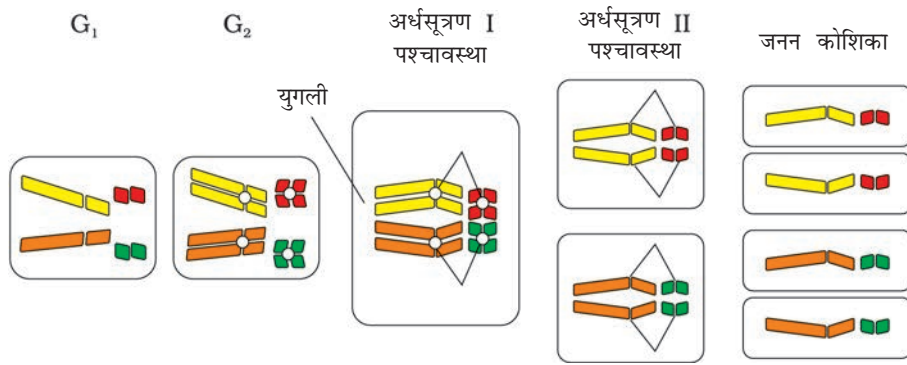 G₁
G₂
अर्धसूत्रण I
पश्चावस्था
अर्धसूत्रण II
पश्चावस्था
जनन कोशिका
युगली